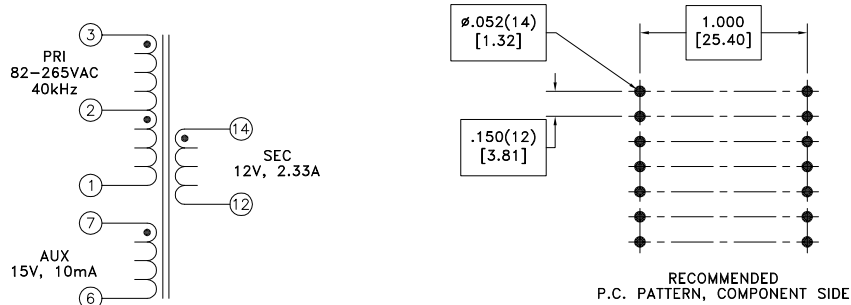 3
PRI
82-265VAC
40kHz
2
1
7
AUX
15V, 10mA
6
14
SEC
12V, 2.33A
12
ø.052(14)
[1.32]
1.000
[25.40]
.150(12)
[3.81]
RECOMMENDED
P.C. PATTERN, COMPONENT SIDE